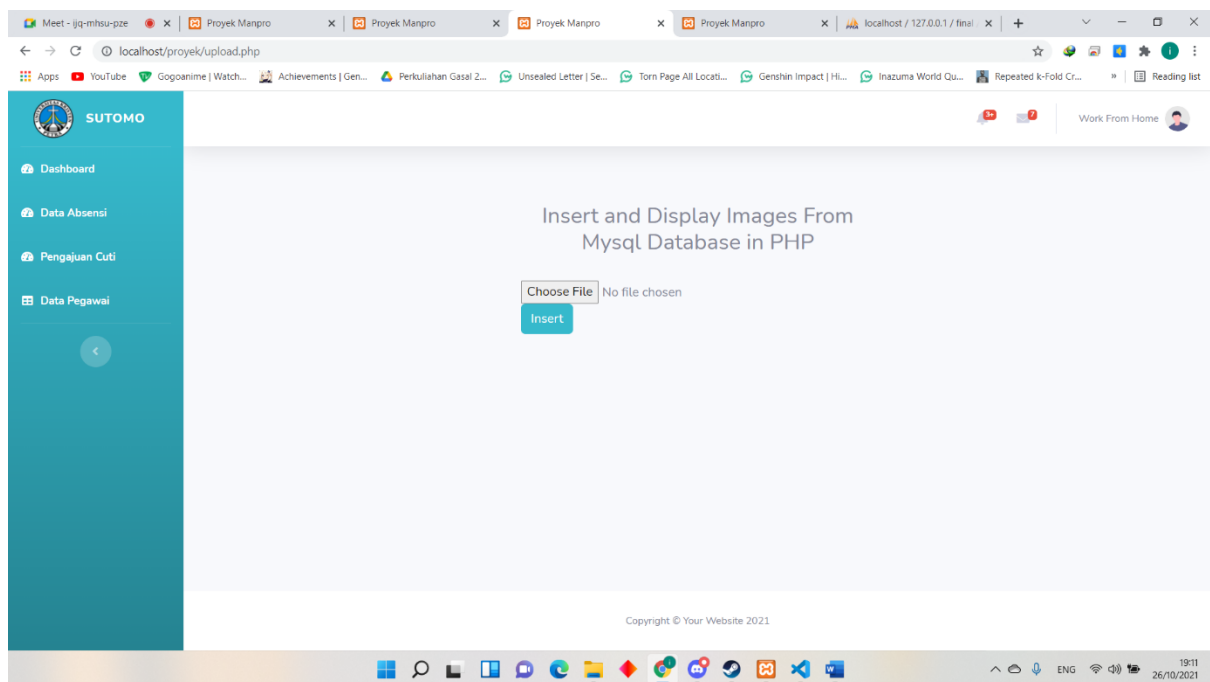 Meet - ijq-mhsu-pze
Proyek Manpro
Proyek Manpro
Proyek Manpro
Proyek Manpro
localhost / 127.0.0.1 / final
localhost/proyek/upload.php
Apps
YouTube
Gogoanime | Watch...
Achievements | Gen...
Perkuliahan Gasal 2...
Unsealed Letter | Se...
Torn Page All Locati...
Genshin Impact | Hi...
Inazuma World Qu...
Repeated k-Fold Cr...
»
Reading list
SUTOMO
3+
7
Work From Home
Dashboard
Data Absensi
Pengajuan Cuti
Data Pegawai
Insert and Display Images From
Mysql Database in PHP
Choose File No file chosen
Insert
Copyright © Your Website 2021
ENG
19:11
26/10/2021